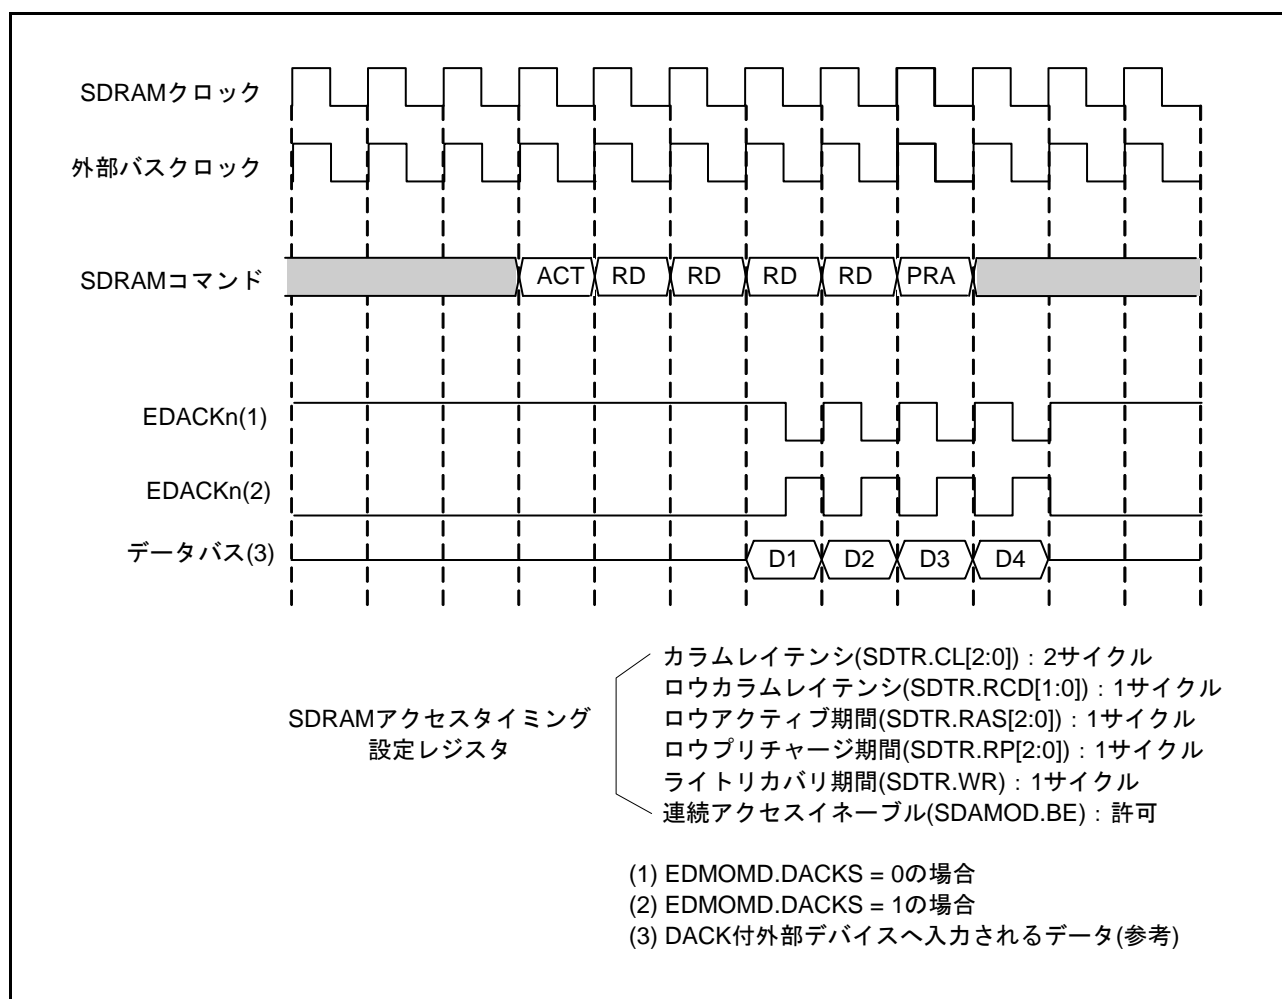 SDRAMクロック
外部バスクロック
SDRAMコマンド
ACT RD RD RD RD PRA
EDACKn(1)
EDACKn(2)
データバス(3)
D1 D2 D3 D4
SDRAMアクセスタイミング
設定レジスタ
カラムレイテンシ(SDTR.CL[2:0])：2サイクル
ロウカラムレイテンシ(SDTR.RCD[1:0])：1サイクル
ロウアクティブ期間(SDTR.RAS[2:0])：1サイクル
ロウプリチャージ期間(SDTR.RP[2:0])：1サイクル
ライトリカバリ期間(SDTR.WR)：1サイクル
連続アクセスイネーブル(SDAMOD.BE)：許可
(1) EDMOMD.DACKS = 0の場合
(2) EDMOMD.DACKS = 1の場合
(3) DACK付外部デバイスへ入力されるデータ(参考)